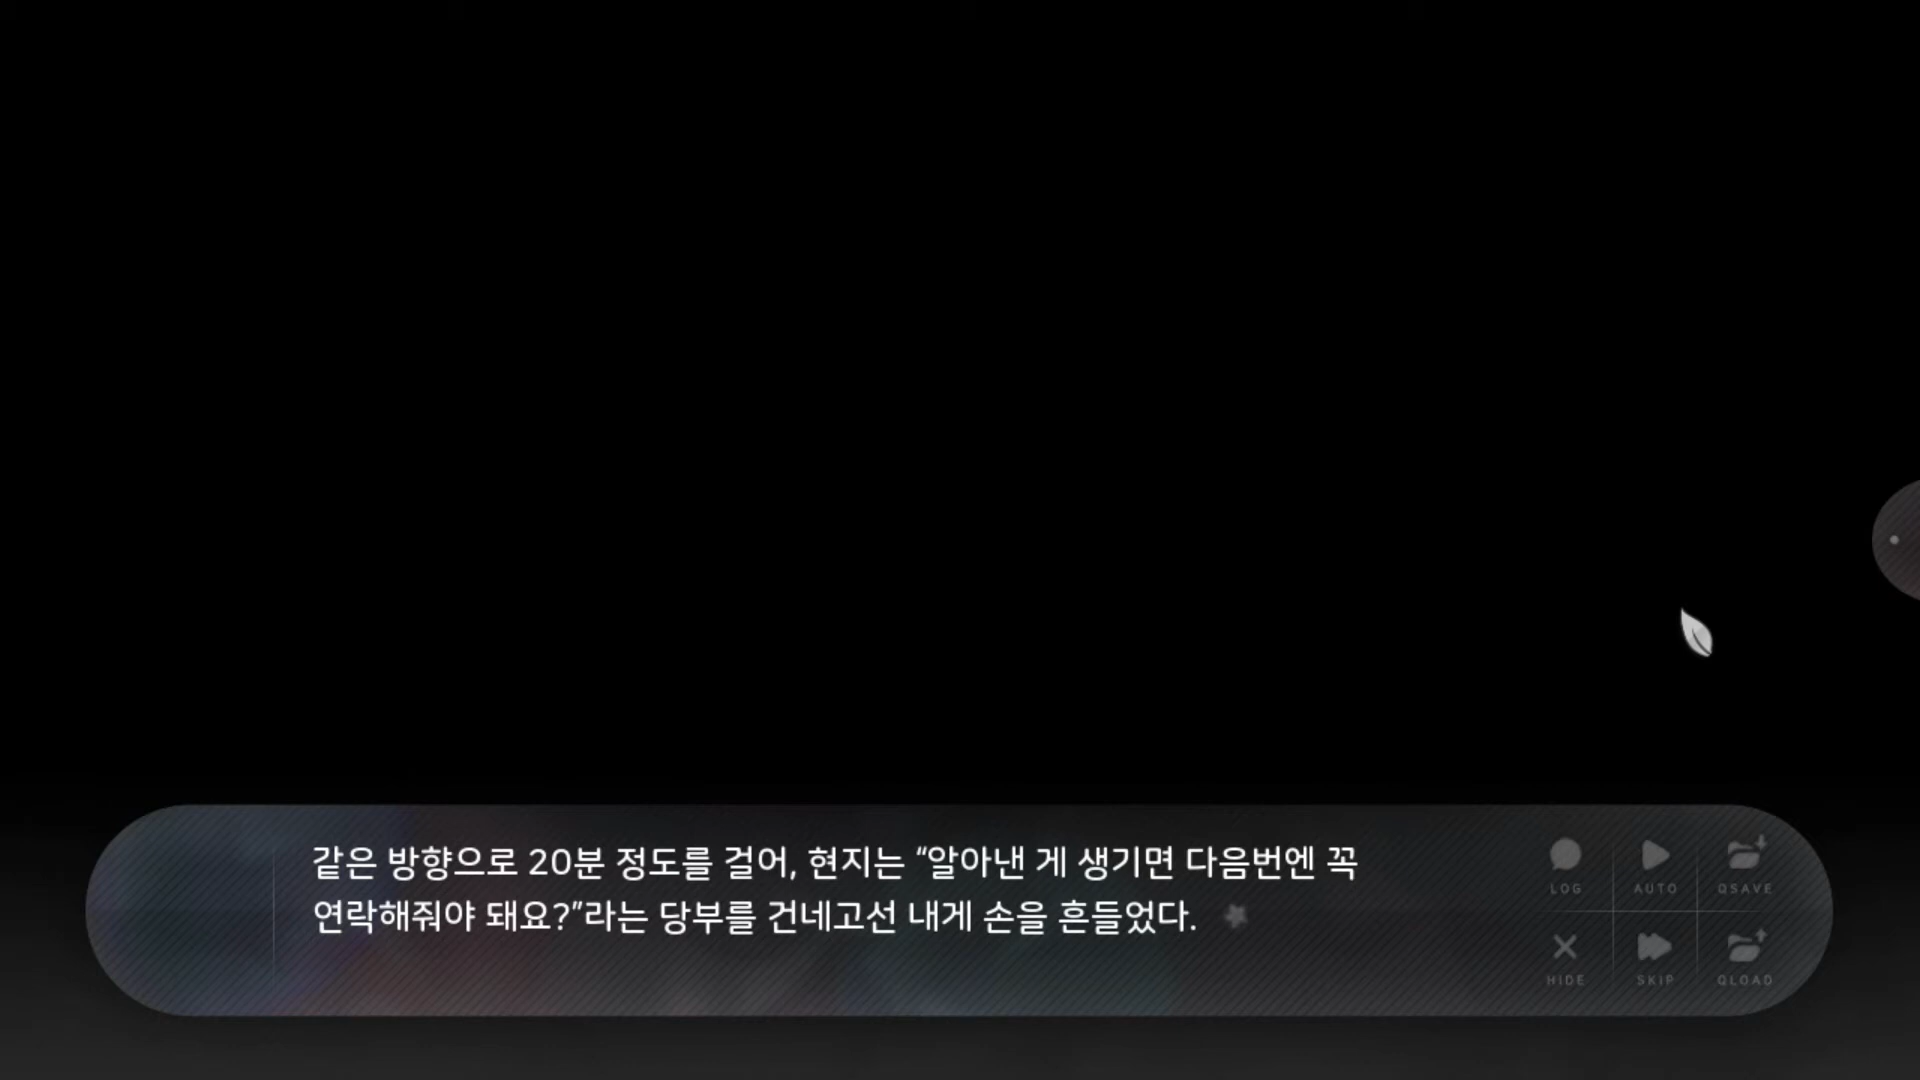 같은 방향으로 20분 정도를 걸어, 현지는 “알아낸 게 생기면 다음번엔 꼭
연락해줘야 돼요?”라는 당부를 건네고선 내게 손을 흔들었다.
LOG
AUTO
QSAVE
HIDE
SKIP
QLOAD